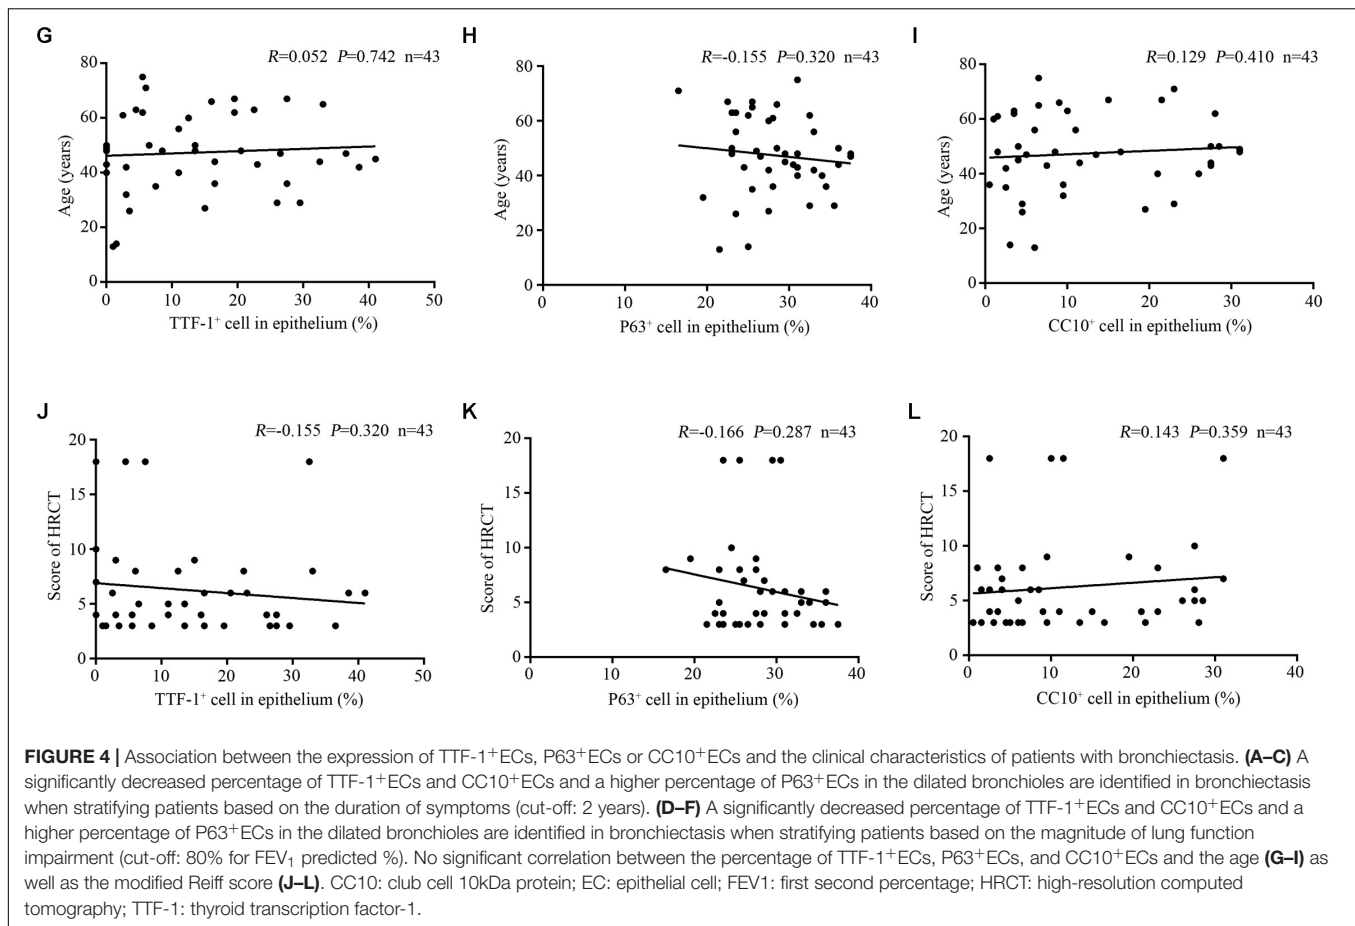 G
R=0.052 P=0.742 n=43
80
60
40
20
0
Age (years)
0 10 20 30 40 50
TTF-1⁺ cell in epithelium (%)
H
R=-0.155 P=0.320 n=43
80
60
40
20
0
Age (years)
0 10 20 30 40
P63⁺ cell in epithelium (%)
I
R=0.129 P=0.410 n=43
80
60
40
20
0
Age (years)
0 10 20 30 40
CC10⁺ cell in epithelium (%)
J
R=-0.155 P=0.320 n=43
20
15
10
5
0
Score of HRCT
0 10 20 30 40 50
TTF-1⁺ cell in epithelium (%)
K
R=-0.166 P=0.287 n=43
20
15
10
5
0
Score of HRCT
0 10 20 30 40
P63⁺ cell in epithelium (%)
L
R=0.143 P=0.359 n=43
20
15
10
5
0
Score of HRCT
0 10 20 30 40
CC10⁺ cell in epithelium (%)
FIGURE 4 | Association between the expression of TTF-1⁺ECs, P63⁺ECs or CC10⁺ECs and the clinical characteristics of patients with bronchiectasis. (A–C) A
significantly decreased percentage of TTF-1⁺ECs and CC10⁺ECs and a higher percentage of P63⁺ECs in the dilated bronchioles are identified in bronchiectasis
when stratifying patients based on the duration of symptoms (cut-off: 2 years). (D–F) A significantly decreased percentage of TTF-1⁺ECs and CC10⁺ECs and a
higher percentage of P63⁺ECs in the dilated bronchioles are identified in bronchiectasis when stratifying patients based on the magnitude of lung function
impairment (cut-off: 80% for FEV₁ predicted %). No significant correlation between the percentage of TTF-1⁺ECs, P63⁺ECs, and CC10⁺ECs and the age (G–I) as
well as the modified Reiff score (J–L). CC10: club cell 10kDa protein; EC: epithelial cell; FEV1: first second percentage; HRCT: high-resolution computed
tomography; TTF-1: thyroid transcription factor-1.